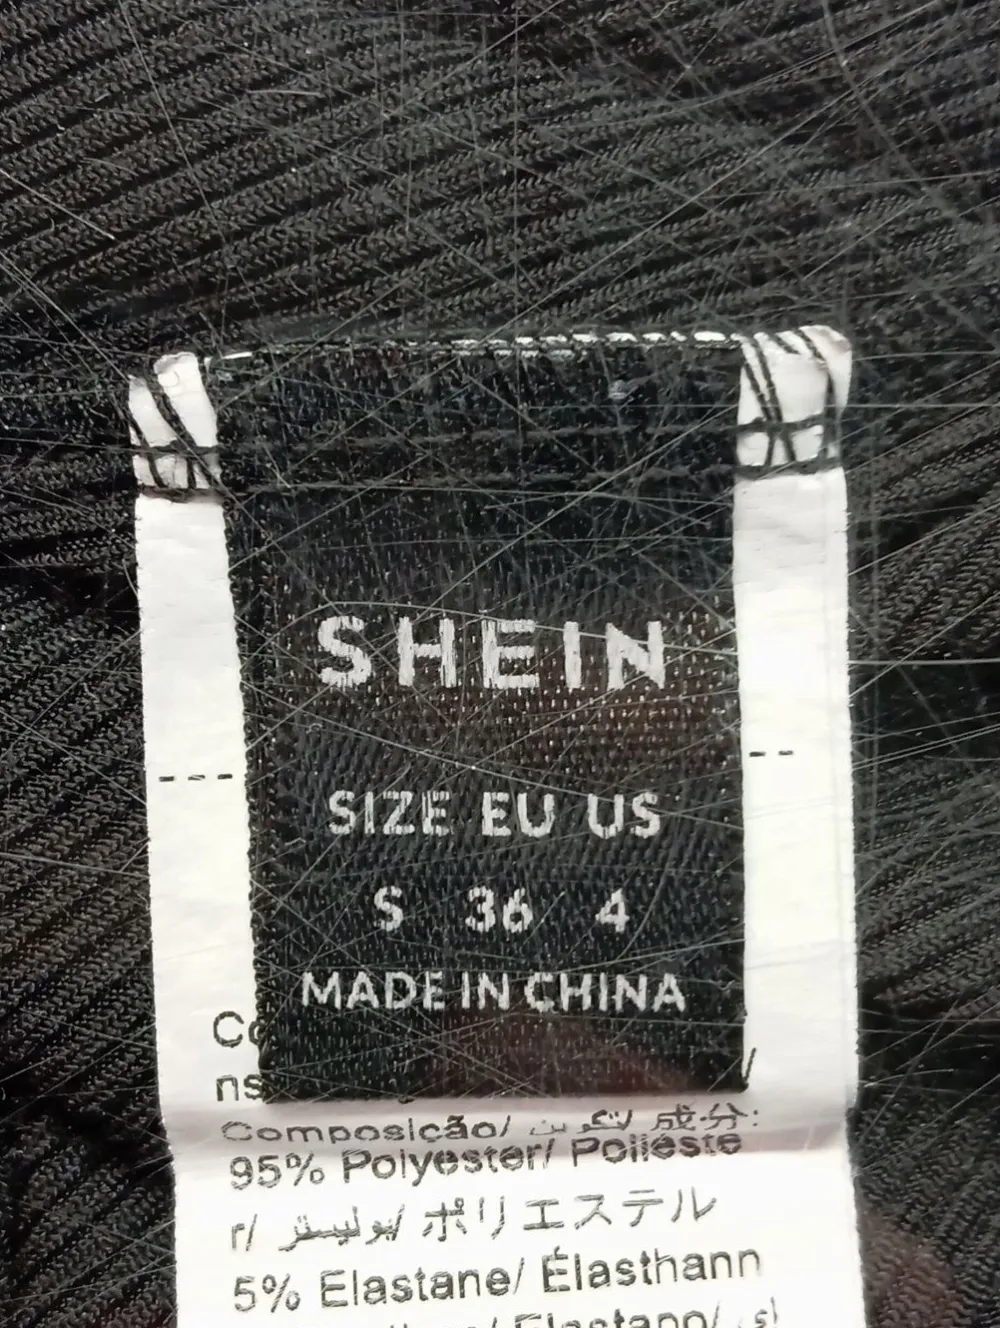 SHEIN
SIZE EU US
S 36 4
MADE IN CHINA
Composição/ تكوين/ 成分:
95% Polyester/ Poliéste
r/ بوليستر/ ポリエステル
5% Elastane/ Élasthann